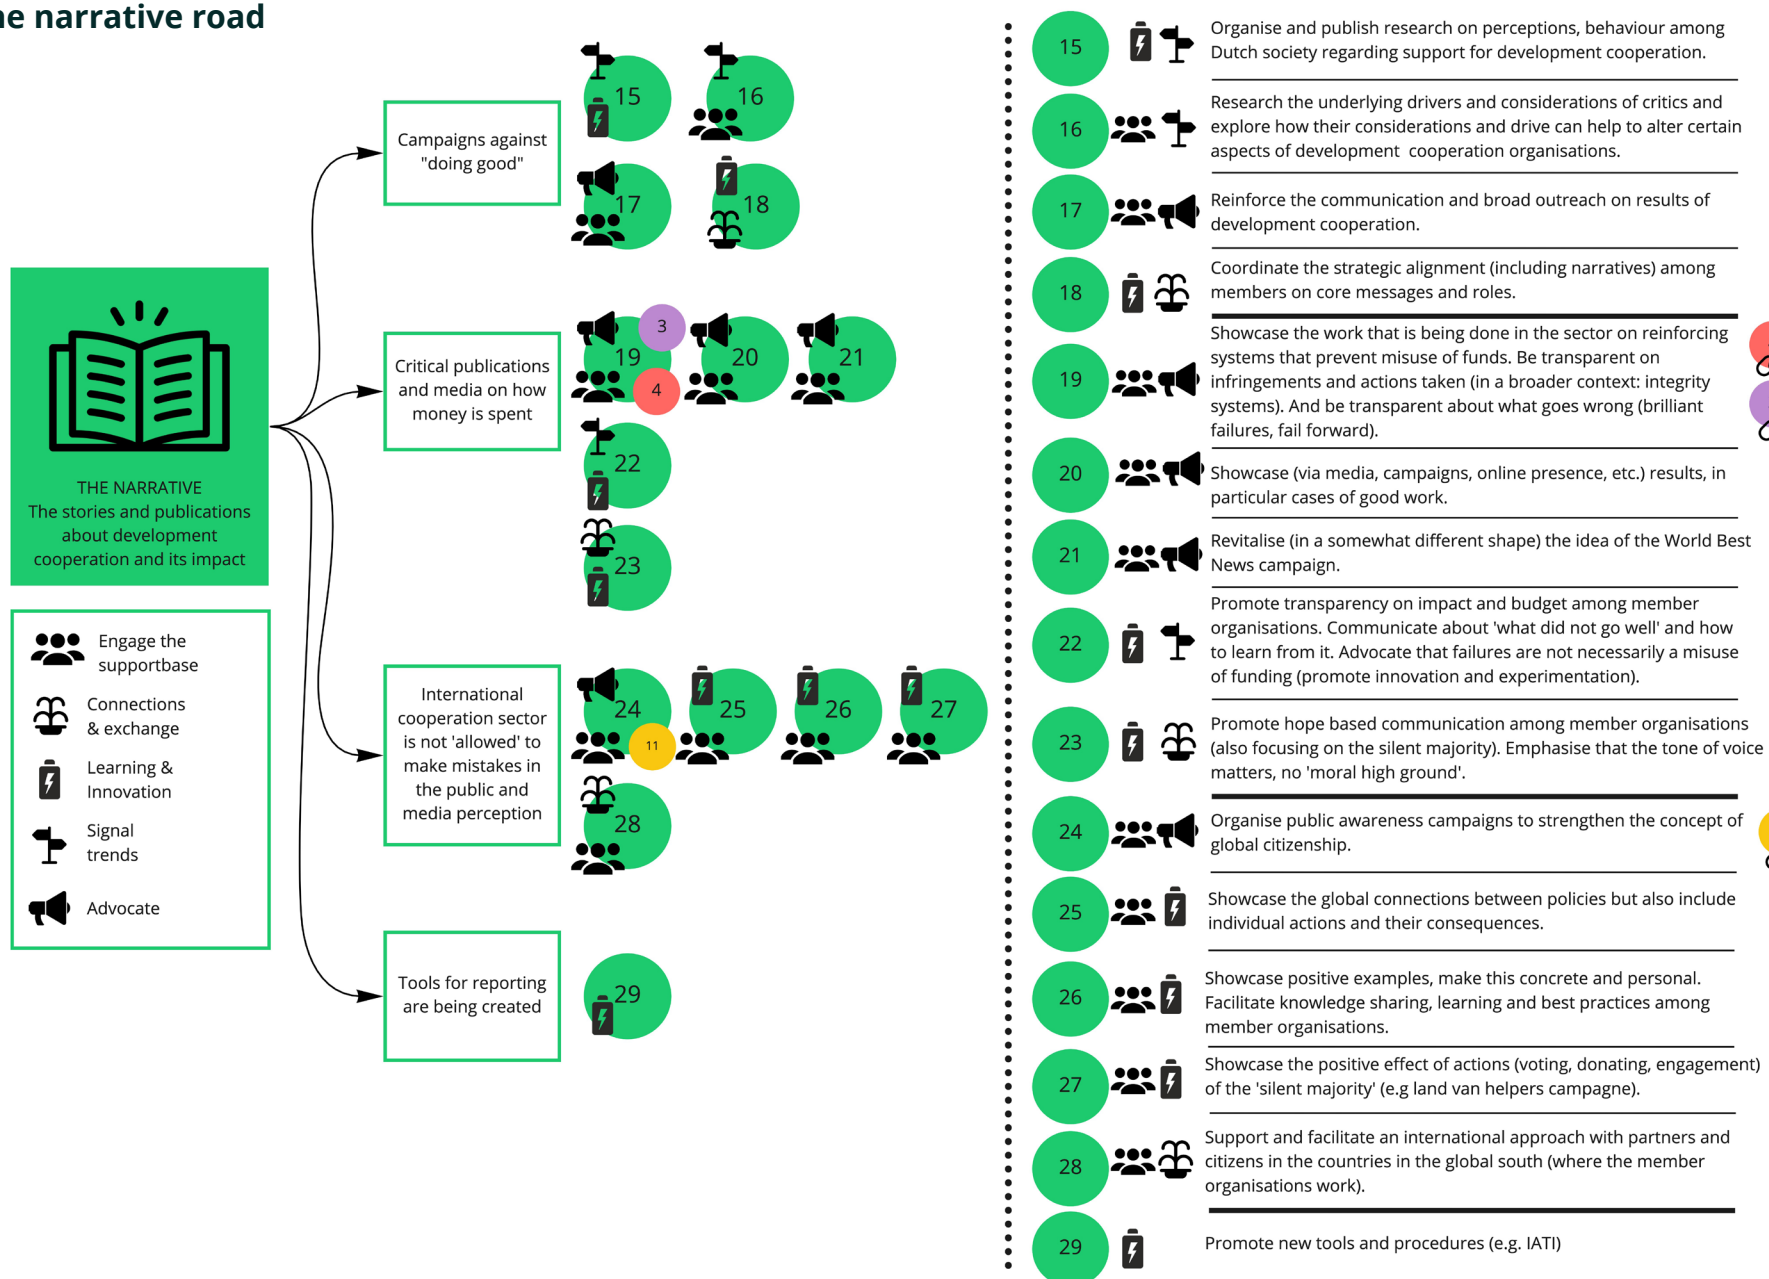 ne narrative road
Campaigns against
"doing good"
15
16
17
18
THE NARRATIVE
The stories and publications
about development
cooperation and its impact
Critical publications
and media on how
money is spent
19
3
4
20
21
22
23
Engage the
supportbase
Connections
& exchange
Learning &
Innovation
Signal
trends
Advocate
International
cooperation sector
is not 'allowed' to
make mistakes in
the public and
media perception
24
11
25
26
27
28
Tools for reporting
are being created
29
15
Organise and publish research on perceptions, behaviour among
Dutch society regarding support for development cooperation.
16
Research the underlying drivers and considerations of critics and
explore how their considerations and drive can help to alter certain
aspects of development cooperation organisations.
17
Reinforce the communication and broad outreach on results of
development cooperation.
18
Coordinate the strategic alignment (including narratives) among
members on core messages and roles.
19
Showcase the work that is being done in the sector on reinforcing
systems that prevent misuse of funds. Be transparent on
infringements and actions taken (in a broader context: integrity
systems). And be transparent about what goes wrong (brilliant
failures, fail forward).
20
Showcase (via media, campaigns, online presence, etc.) results, in
particular cases of good work.
21
Revitalise (in a somewhat different shape) the idea of the World Best
News campaign.
22
Promote transparency on impact and budget among member
organisations. Communicate about 'what did not go well' and how
to learn from it. Advocate that failures are not necessarily a misuse
of funding (promote innovation and experimentation).
23
Promote hope based communication among member organisations
(also focusing on the silent majority). Emphasise that the tone of voice
matters, no 'moral high ground'.
24
Organise public awareness campaigns to strengthen the concept of
global citizenship.
25
Showcase the global connections between policies but also include
individual actions and their consequences.
26
Showcase positive examples, make this concrete and personal.
Facilitate knowledge sharing, learning and best practices among
member organisations.
27
Showcase the positive effect of actions (voting, donating, engagement)
of the 'silent majority' (e.g land van helpers campagne).
28
Support and facilitate an international approach with partners and
citizens in the countries in the global south (where the member
organisations work).
29
Promote new tools and procedures (e.g. IATI)